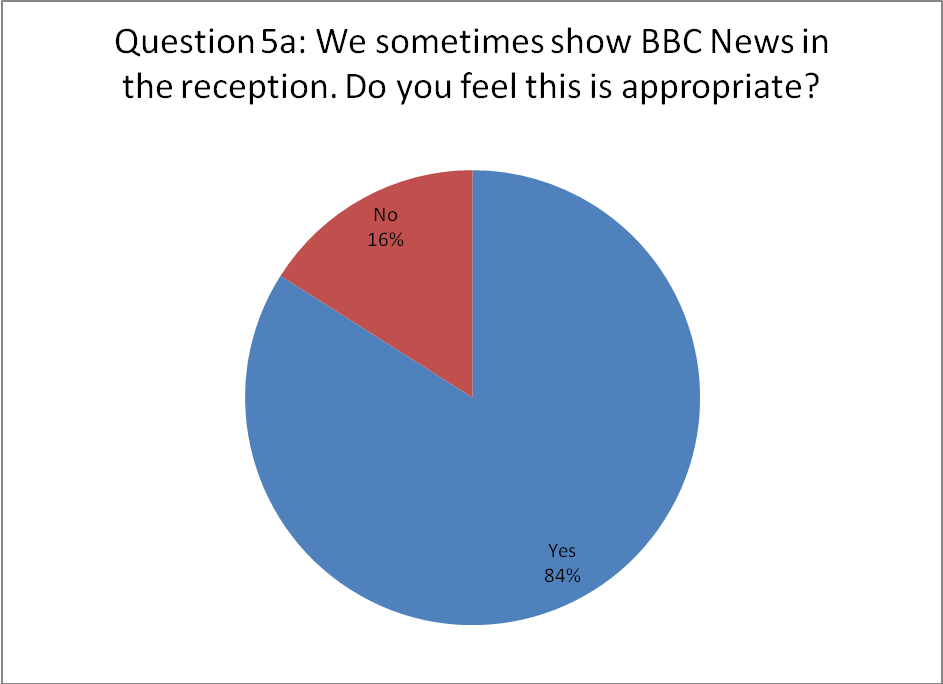 Question 5a: We sometimes show BBC News in
the reception. Do you feel this is appropriate?
No
16%
Yes
84%